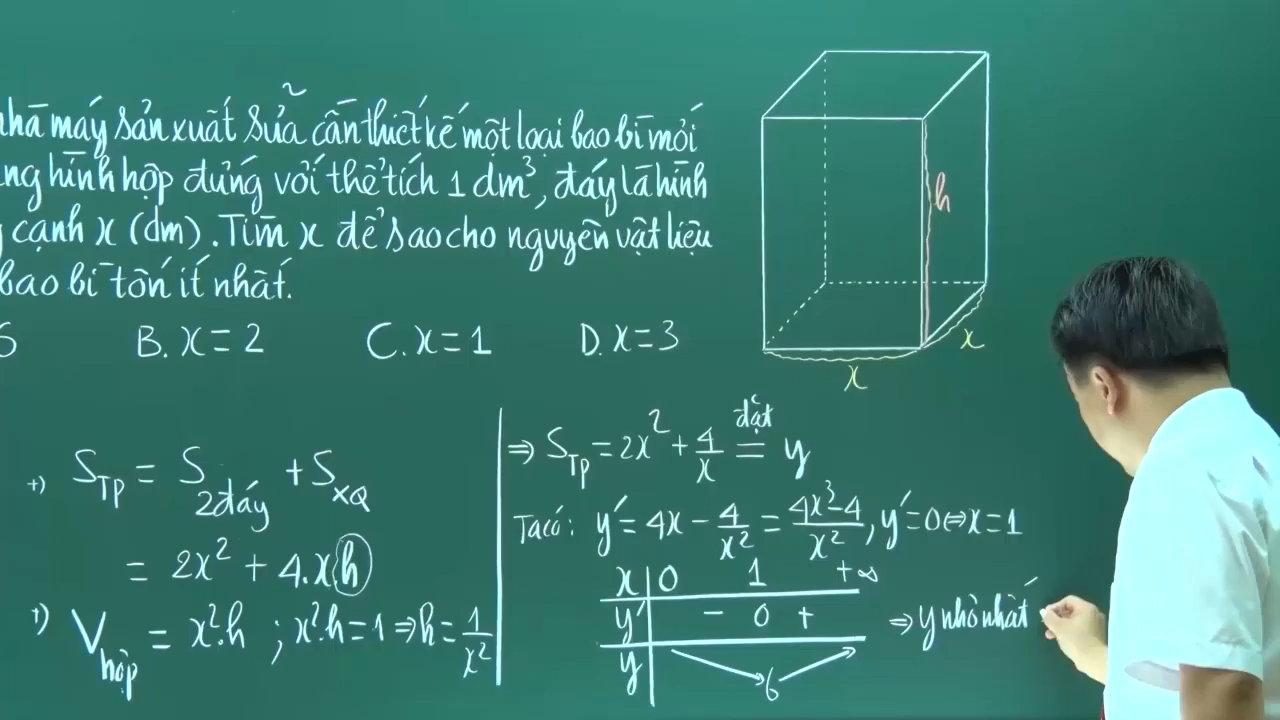 nhà máy sản xuất sửa cần thiết kế một loại bao bì mới
ng hình hộp đứng với thể tích 1 dm³, đáy là hình
cạnh x (dm). Tìm x để sao cho nguyên vật liệu
bao bì tốn ít nhất.
B. x = 2 C. x = 1 D. x = 3
h
x
x
+) S_TP = S_2đáy + S_XQ
= 2x² + 4.x.h
+) V_hộp = x².h ; x².h = 1 ⇒ h = 1/x²
⇒ S_TP = 2x² + 4/x đặt = y
Ta có: y' = 4x − 4/x² = (4x³−4)/x², y' = 0 ⇔ x = 1
x 0 1 +∞
y' − 0 +
y 6
⇒ y nhỏ nhất